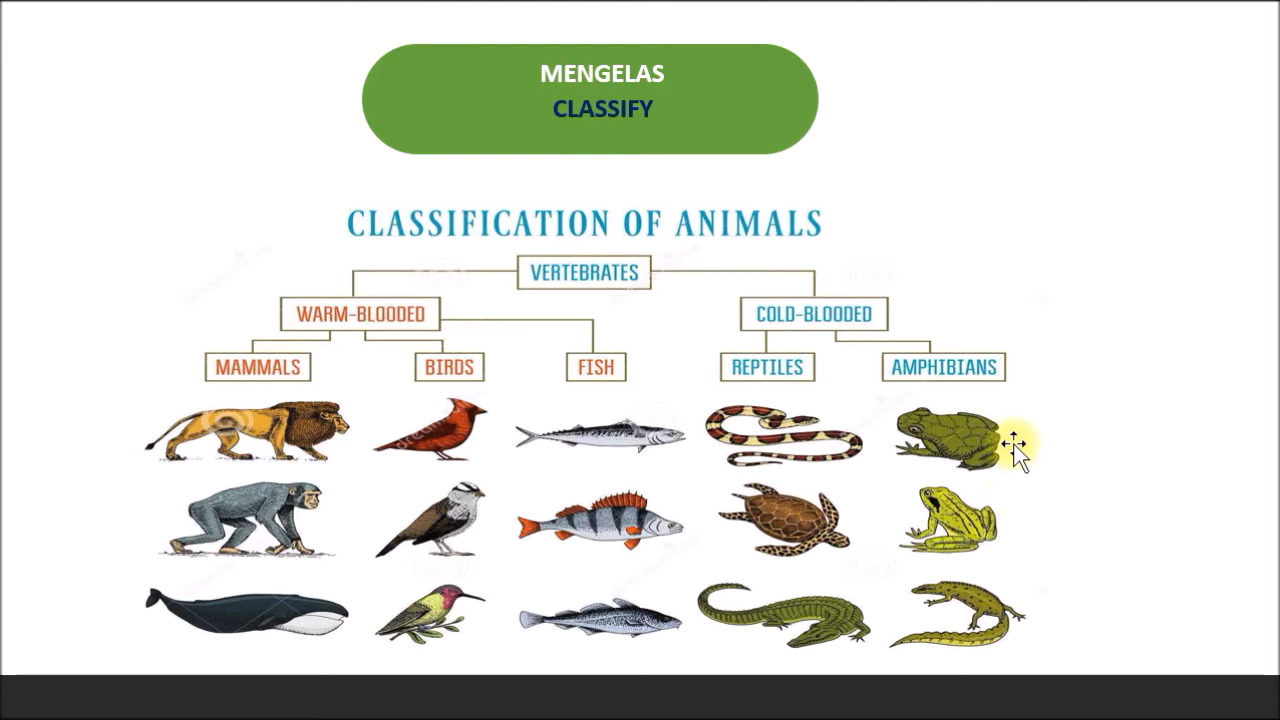 MENGELAS
CLASSIFY
CLASSIFICATION OF ANIMALS
VERTEBRATES
WARM-BLOODED
COLD-BLOODED
MAMMALS
BIRDS
FISH
REPTILES
AMPHIBIANS